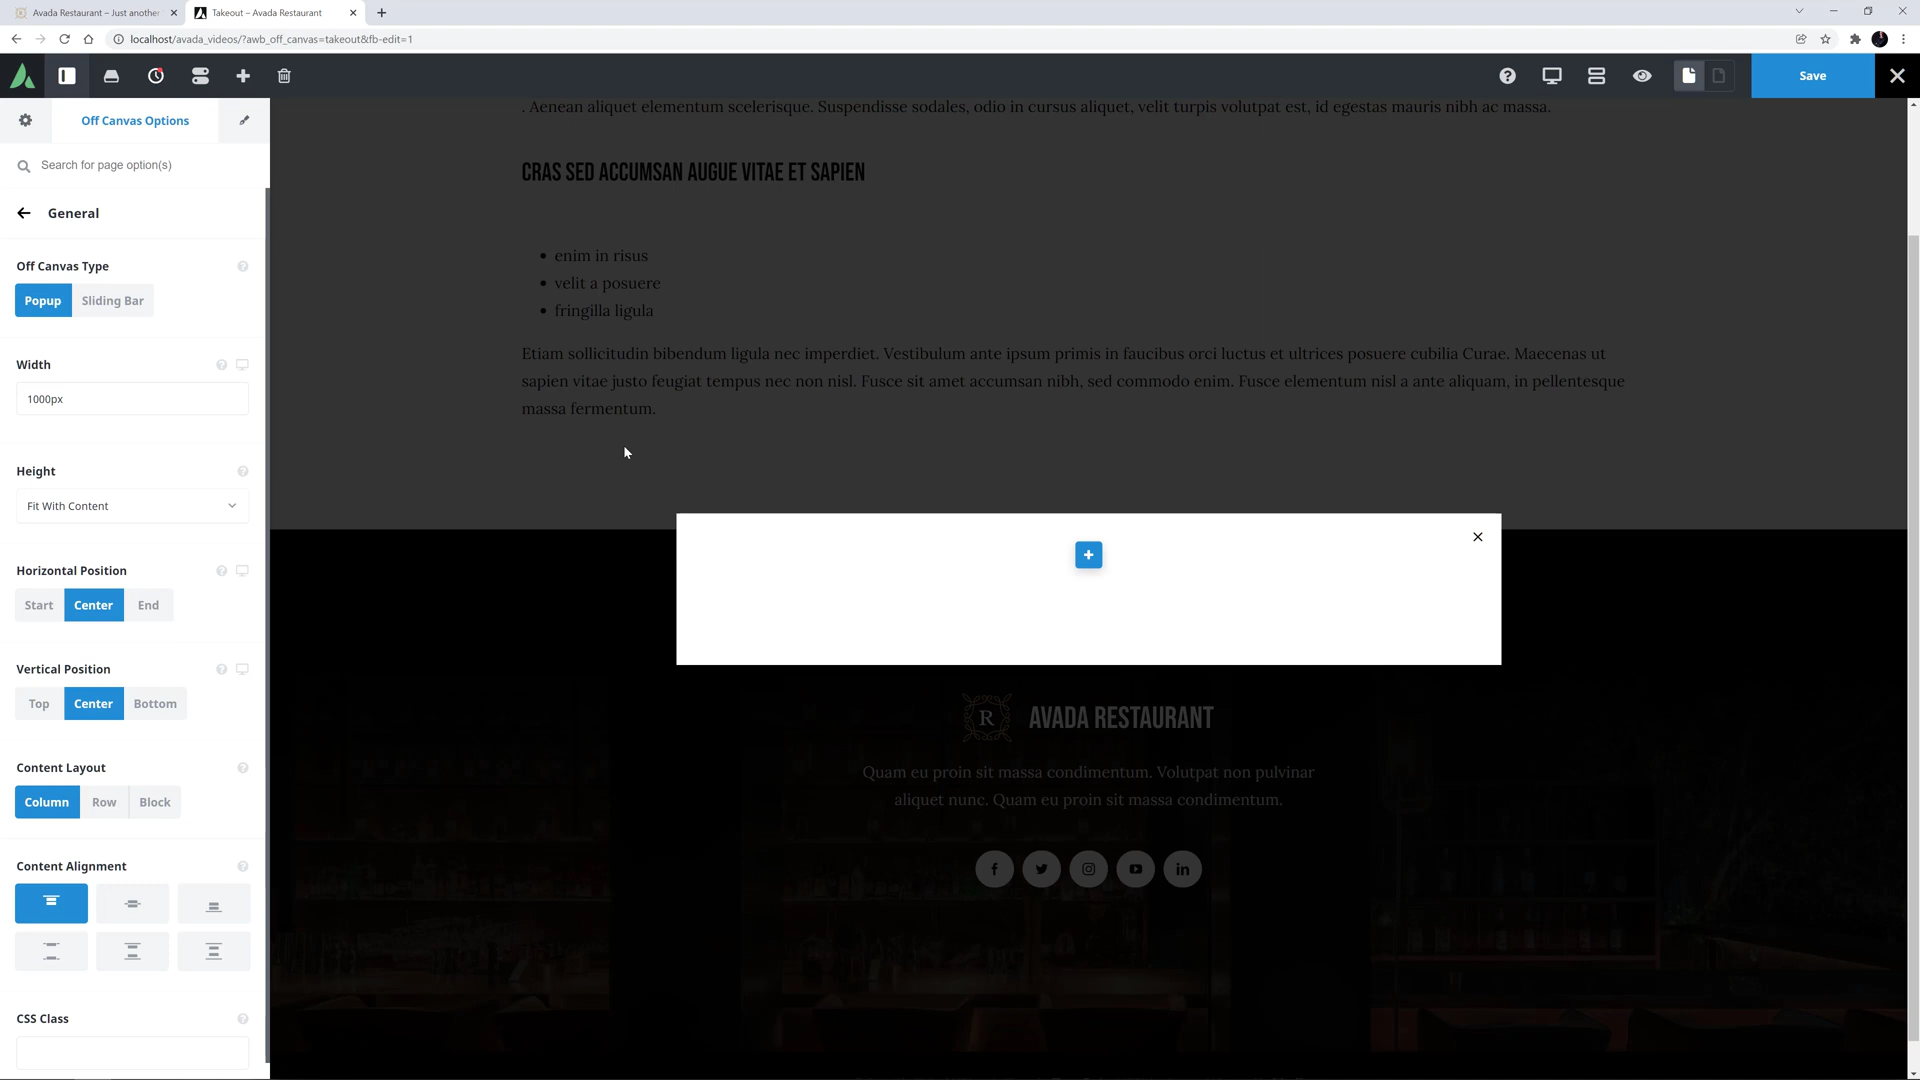 Avada Restaurant – Just another
Takeout – Avada Restaurant
localhost/avada_videos/?awb_off_canvas=takeout&fb-edit=1
Save
Off Canvas Options
Search for page option(s)
General
Off Canvas Type
Popup
Sliding Bar
Width
1000px
Height
Fit With Content
Horizontal Position
Start
Center
End
Vertical Position
Top
Center
Bottom
Content Layout
Column
Row
Block
Content Alignment
CSS Class
. Aenean aliquet elementum scelerisque. Suspendisse sodales, odio in cursus aliquet, velit turpis volutpat est, id egestas mauris nibh ac massa.
CRAS SED ACCUMSAN AUGUE VITAE ET SAPIEN
• enim in risus
• velit a posuere
• fringilla ligula
Etiam sollicitudin bibendum ligula nec imperdiet. Vestibulum ante ipsum primis in faucibus orci luctus et ultrices posuere cubilia Curae. Maecenas ut
sapien vitae justo feugiat tempus nec non nisl. Fusce sit amet accumsan nibh, sed commodo enim. Fusce elementum nisl a ante aliquam, in pellentesque
massa fermentum.
R
AVADA RESTAURANT
Quam eu proin sit massa condimentum. Volutpat non pulvinar
aliquet nunc. Quam eu proin sit massa condimentum.